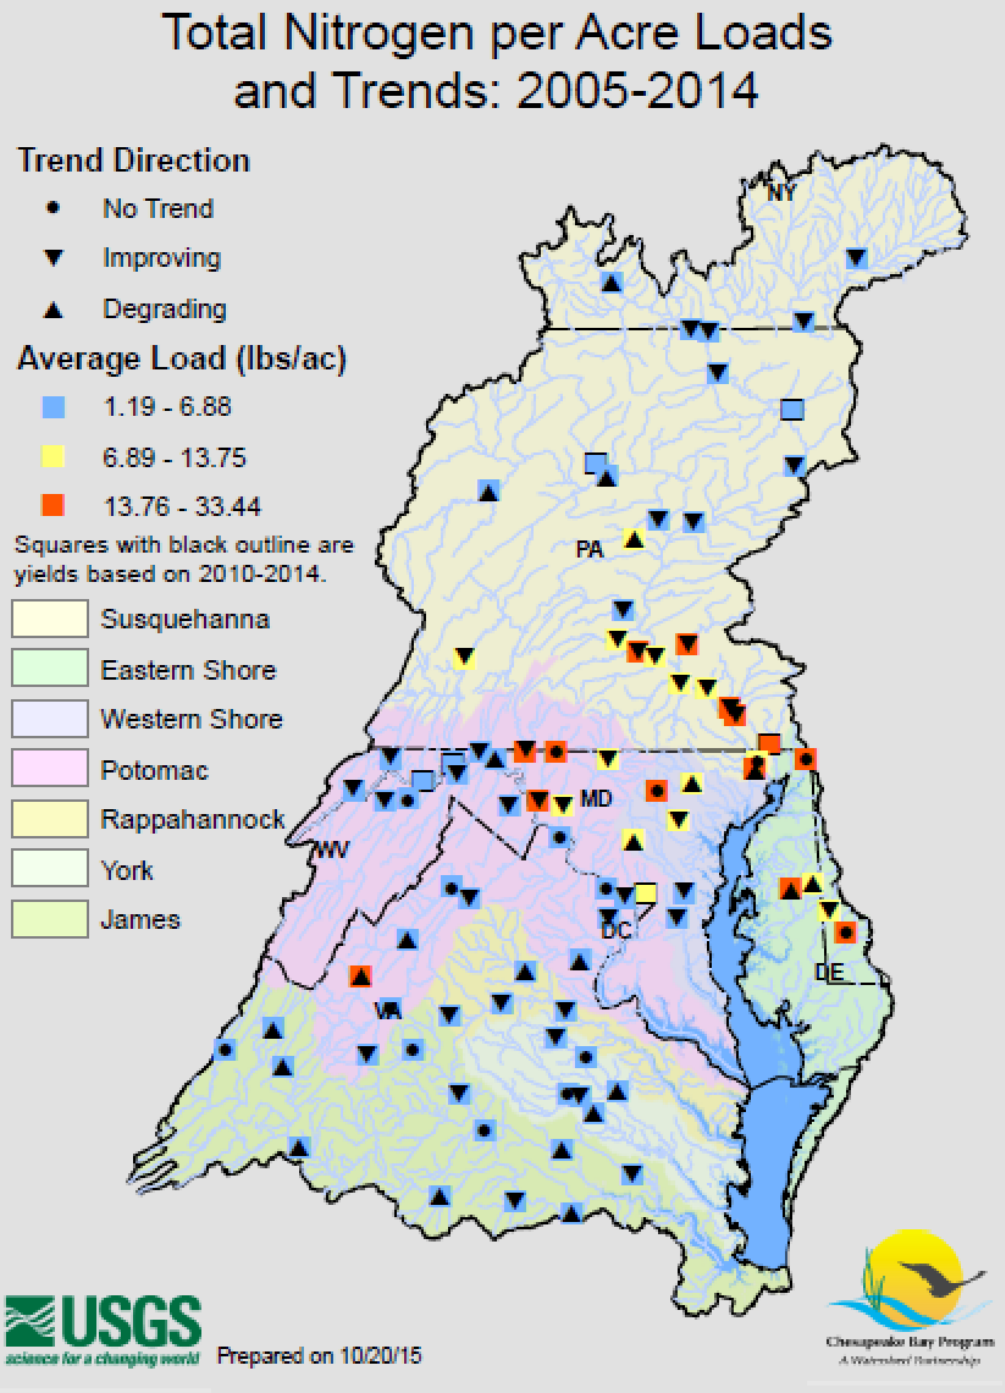 Total Nitrogen per Acre Loads
and Trends: 2005-2014
Trend Direction
No Trend
Improving
Degrading
Average Load (lbs/ac)
1.19 - 6.88
6.89 - 13.75
13.76 - 33.44
Squares with black outline are
yields based on 2010-2014.
Susquehanna
Eastern Shore
Western Shore
Potomac
Rappahannock
York
James
NY
PA
MD
WV
DC
DE
VA
USGS
science for a changing world
Prepared on 10/20/15
Chesapeake Bay Program
A Watershed Partnership